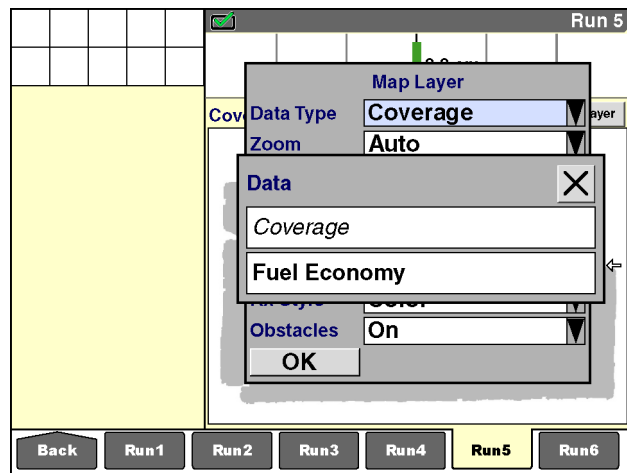 Run 5
Map Layer
Cov
Data Type
Coverage
ayer
Zoom
Auto
Data
Coverage
Fuel Economy
Obstacles
On
OK
Back
Run1
Run2
Run3
Run4
Run5
Run6